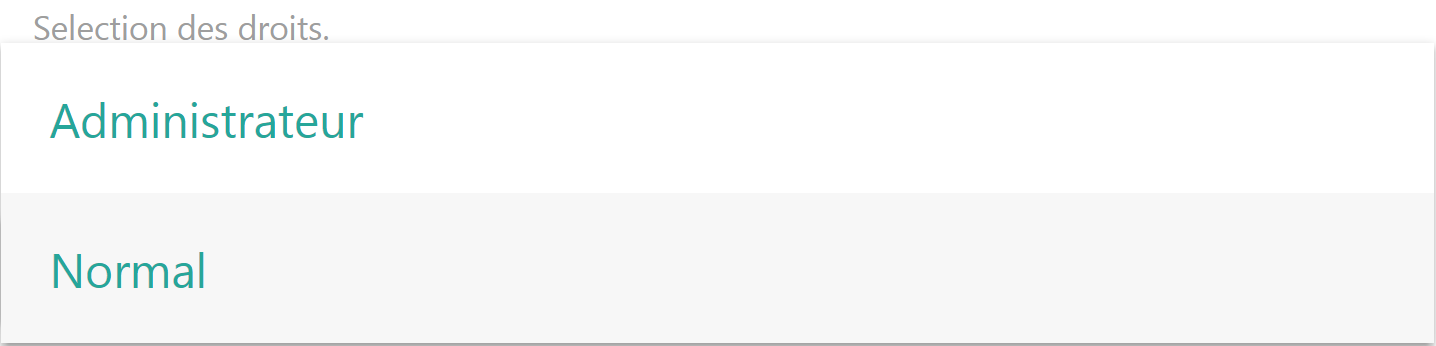 Selection des droits.
Administrateur
Normal